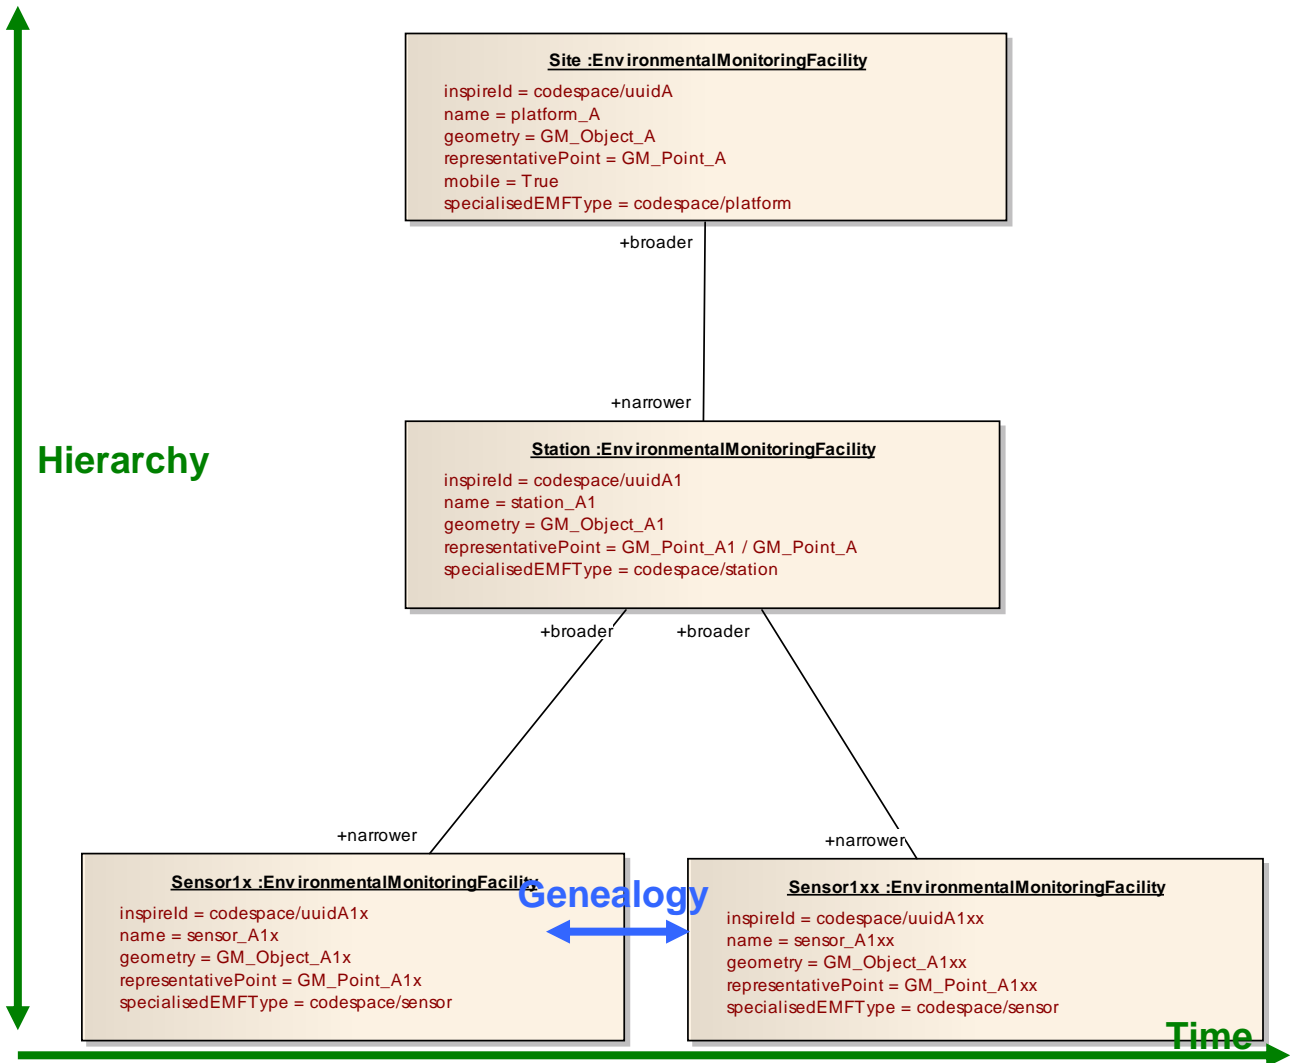 Site :EnvironmentalMonitoringFacility
inspireId = codespace/uuidA
name = platform_A
geometry = GM_Object_A
representativePoint = GM_Point_A
mobile = True
specialisedEMFType = codespace/platform
+broader
+narrower
Hierarchy
Station :EnvironmentalMonitoringFacility
inspireId = codespace/uuidA1
name = station_A1
geometry = GM_Object_A1
representativePoint = GM_Point_A1 / GM_Point_A
specialisedEMFType = codespace/station
+broader
+broader
+narrower
+narrower
Sensor1x :EnvironmentalMonitoringFacility
inspireId = codespace/uuidA1x
name = sensor_A1x
geometry = GM_Object_A1x
representativePoint = GM_Point_A1x
specialisedEMFType = codespace/sensor
Genealogy
Sensor1xx :EnvironmentalMonitoringFacility
inspireId = codespace/uuidA1xx
name = sensor_A1xx
geometry = GM_Object_A1xx
representativePoint = GM_Point_A1xx
specialisedEMFType = codespace/sensor
Time